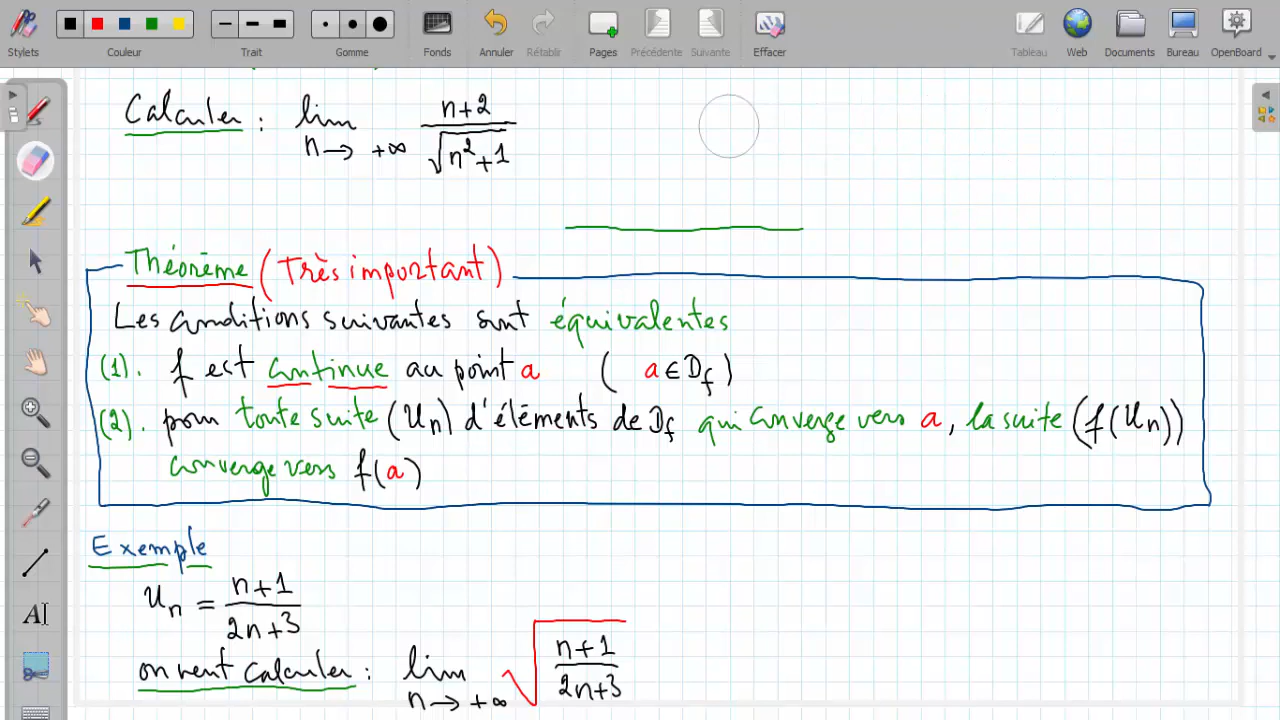 Stylets Couleur Trait Gomme Fonds Annuler Rétablir Pages Précédente Suivante Effacer Tableau Web Documents Bureau OpenBoard
Calculer : lim n→+∞ (n+2)/√(n²+1)
Théorème (Très important)
Les conditions suivantes sont équivalentes
(1). f est continue au point a ( a ∈ D_f )
(2). pour toute suite (U_n) d'éléments de D_f qui converge vers a, la suite (f(U_n))
converge vers f(a)
Exemple
U_n = (n+1)/(2n+3)
on veut calculer : lim n→+∞ √((n+1)/(2n+3))